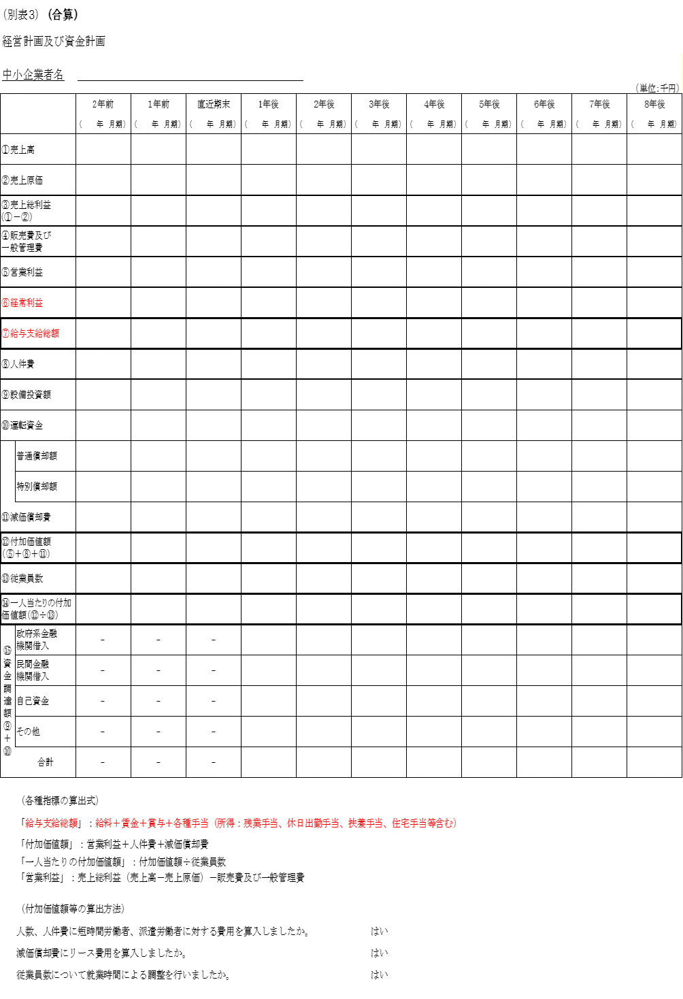 （別表3）（合算）
経営計画及び資金計画
中小企業者名
（単位：千円）
2年前 1年前 直近期末 1年後 2年後 3年後 4年後 5年後 6年後 7年後 8年後
（　年 月期） （　年 月期） （　年 月期） （　年 月期） （　年 月期） （　年 月期） （　年 月期） （　年 月期） （　年 月期） （　年 月期） （　年 月期）
①売上高
②売上原価
③売上総利益
（①－②）
④販売費及び
一般管理費
⑤営業利益
⑥経常利益
⑦給与支給総額
⑧人件費
⑨設備投資額
⑩運転資金
普通償却額
特別償却額
⑪減価償却費
⑫付加価値額
（⑤＋⑧＋⑪）
⑬従業員数
⑭一人当たりの付加
価値額（⑫÷⑬）
⑮資金調達額⑨＋⑩
政府系金融
機関借入 － － －
民間金融
機関借入 － － －
自己資金 － － －
その他 － － －
合計 － － －
（各種指標の算出式）
「給与支給総額」：給料＋賃金＋賞与＋各種手当（所得：残業手当、休日出勤手当、扶養手当、住宅手当等含む）
「付加価値額」：営業利益＋人件費＋減価償却費
「一人当たりの付加価値額」：付加価値額÷従業員数
「営業利益」：売上総利益（売上高－売上原価）－販売費及び一般管理費
（付加価値額等の算出方法）
人数、人件費に短時間労働者、派遣労働者に対する費用を算入しましたか。 はい
減価償却費にリース費用を算入しましたか。 はい
従業員数について就業時間による調整を行いましたか。 はい